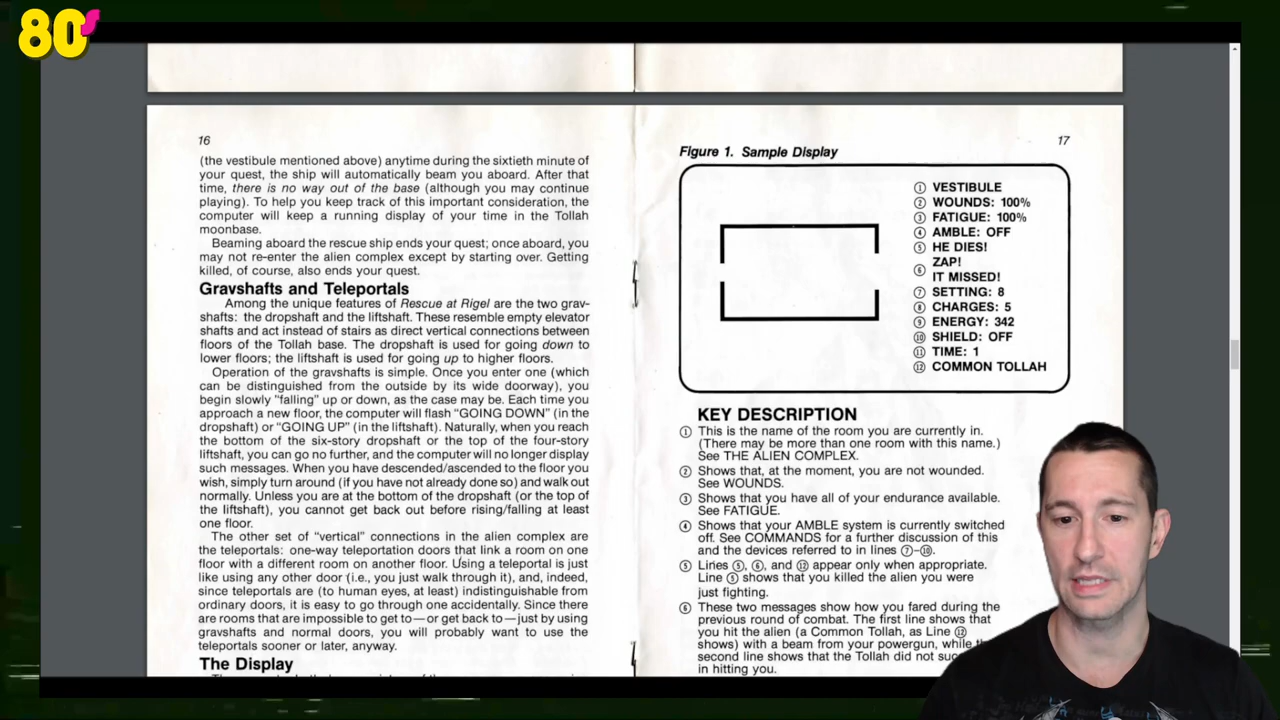 80s
16
(the vestibule mentioned above) anytime during the sixtieth minute of
your quest, the ship will automatically beam you aboard. After that
time, there is no way out of the base (although you may continue
playing). To help you keep track of this important consideration, the
computer will keep a running display of your time in the Tollah
moonbase.
Beaming aboard the rescue ship ends your quest; once aboard, you
may not re-enter the alien complex except by starting over. Getting
killed, of course, also ends your quest.
Gravshafts and Teleportals
Among the unique features of Rescue at Rigel are the two grav-
shafts: the dropshaft and the liftshaft. These resemble empty elevator
shafts and act instead of stairs as direct vertical connections between
floors of the Tollah base. The dropshaft is used for going down to
lower floors; the liftshaft is used for going up to higher floors.
Operation of the gravshafts is simple. Once you enter one (which
can be distinguished from the outside by its wide doorway), you
begin slowly "falling" up or down, as the case may be. Each time you
approach a new floor, the computer will flash "GOING DOWN" (in the
dropshaft) or "GOING UP" (in the liftshaft). Naturally, when you reach
the bottom of the six-story dropshaft or the top of the four-story
liftshaft, you can go no further, and the computer will no longer display
such messages. When you have descended/ascended to the floor you
wish, simply turn around (if you have not already done so) and walk out
normally. Unless you are at the bottom of the dropshaft (or the top of
the liftshaft), you cannot get back out before rising/falling at least
one floor.
The other set of "vertical" connections in the alien complex are
the teleportals: one-way teleportation doors that link a room on one
floor with a different room on another floor. Using a teleportal is just
like using any other door (i.e., you just walk through it), and, indeed,
since teleportals are (to human eyes, at least) indistinguishable from
ordinary doors, it is easy to go through one accidentally. Since there
are rooms that are impossible to get to—or get back to—just by using
gravshafts and normal doors, you will probably want to use the
teleportals sooner or later, anyway.
The Display
17
Figure 1. Sample Display
① VESTIBULE
② WOUNDS: 100%
③ FATIGUE: 100%
④ AMBLE: OFF
⑤ HE DIES!
⑥ ZAP!
IT MISSED!
⑦ SETTING: 8
⑧ CHARGES: 5
⑨ ENERGY: 342
⑩ SHIELD: OFF
⑪ TIME: 1
⑫ COMMON TOLLAH
KEY DESCRIPTION
① This is the name of the room you are currently in.
(There may be more than one room with this name.)
See THE ALIEN COMPLEX.
② Shows that, at the moment, you are not wounded.
See WOUNDS.
③ Shows that you have all of your endurance available.
See FATIGUE.
④ Shows that your AMBLE system is currently switched
off. See COMMANDS for a further discussion of this
and the devices referred to in lines ⑦–⑩.
⑤ Lines ⑤, ⑥, and ⑫ appear only when appropriate.
Line ⑤ shows that you killed the alien you were
just fighting.
⑥ These two messages show how you fared during the
previous round of combat. The first line shows that
you hit the alien (a Common Tollah, as Line ⑫
shows) with a beam from your powergun, while
second line shows that the Tollah did not
in hitting you.